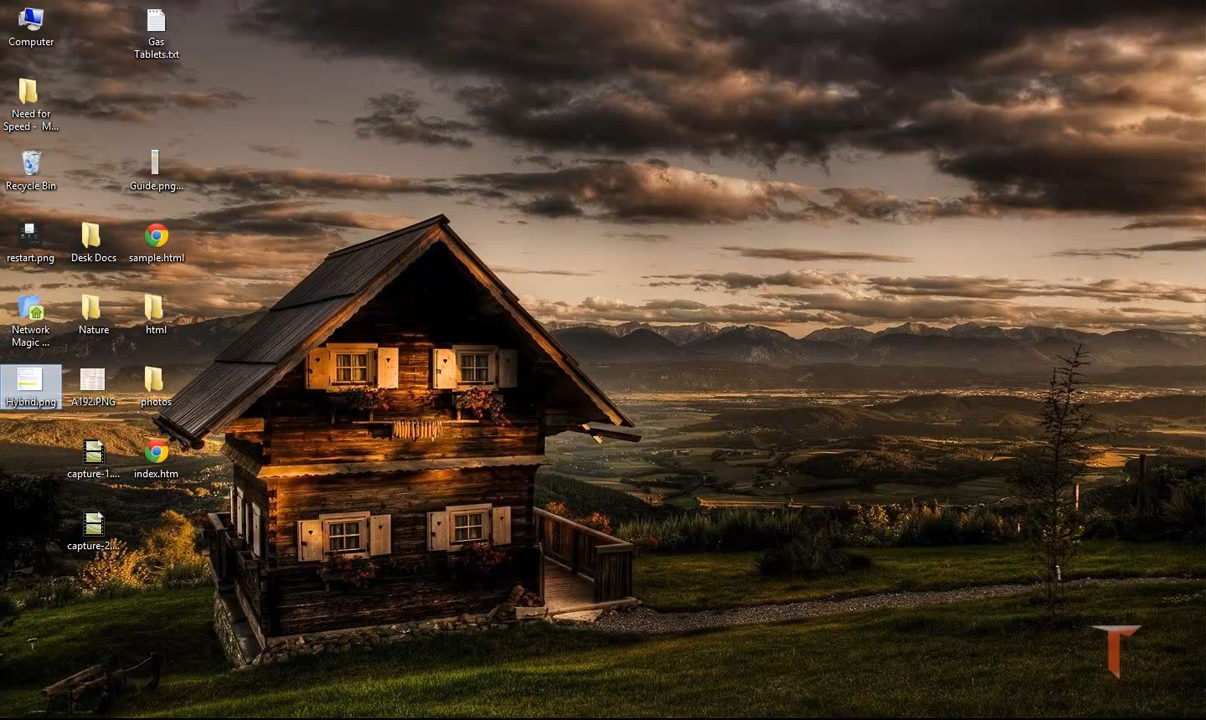 Computer
Gas
Tablets.txt
Need for
Speed - M...
Recycle Bin
Guide.png...
restart.png
Desk Docs
sample.html
Network
Magic ...
Nature
html
Hybrid.png
A192.PNG
photos
capture-1....
index.htm
capture-2....
T